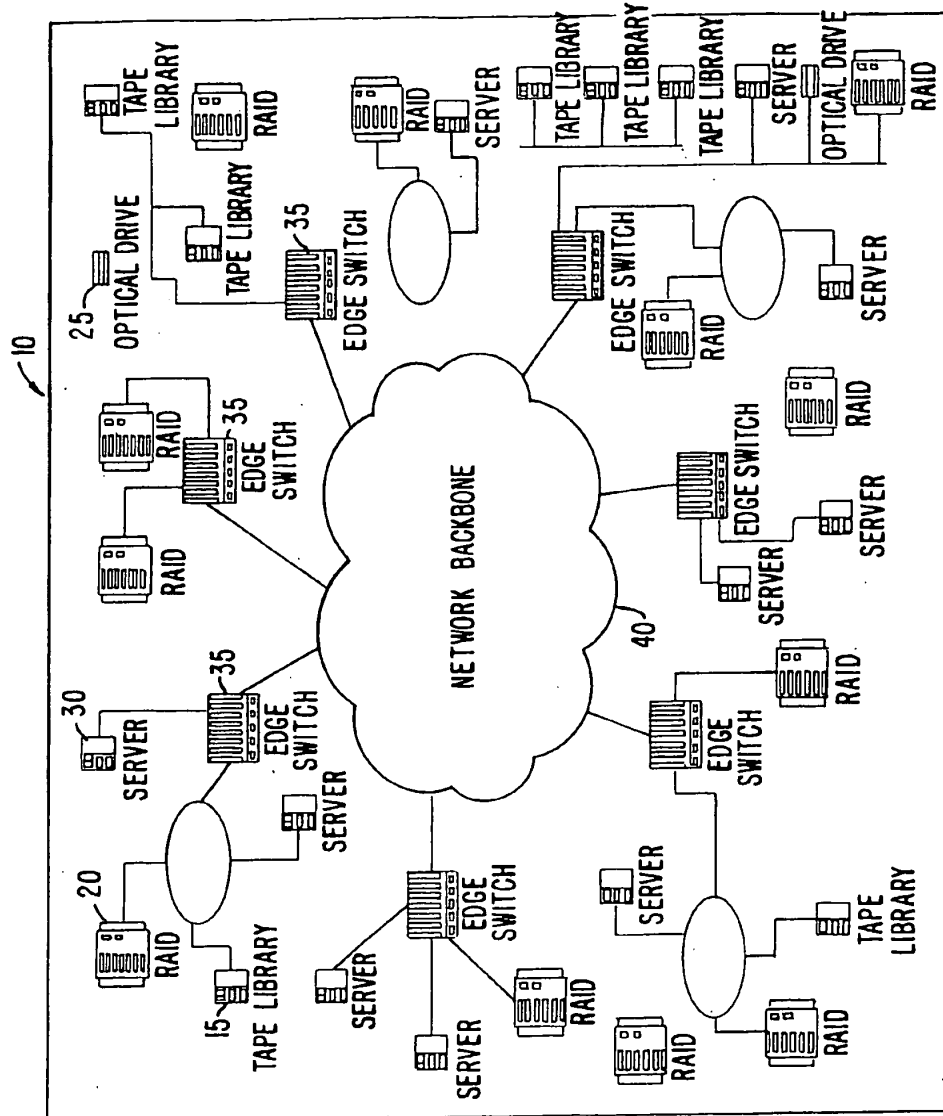 10
TAPE
LIBRARY
RAID
25
OPTICAL DRIVE
TAPE LIBRARY
35
EDGE SWITCH
RAID
35
EDGE
SWITCH
RAID
30
SERVER
35
EDGE
SWITCH
20
RAID
SERVER
15
TAPE LIBRARY
RAID
SERVER
TAPE LIBRARY
TAPE LIBRARY
TAPE LIBRARY
SERVER
OPTICAL DRIVE
RAID
EDGE SWITCH
RAID
SERVER
NETWORK BACKBONE
40
RAID
EDGE SWITCH
SERVER
SERVER
EDGE
SWITCH
SERVER
SERVER
RAID
EDGE
SWITCH
RAID
SERVER
TAPE
LIBRARY
RAID
RAID